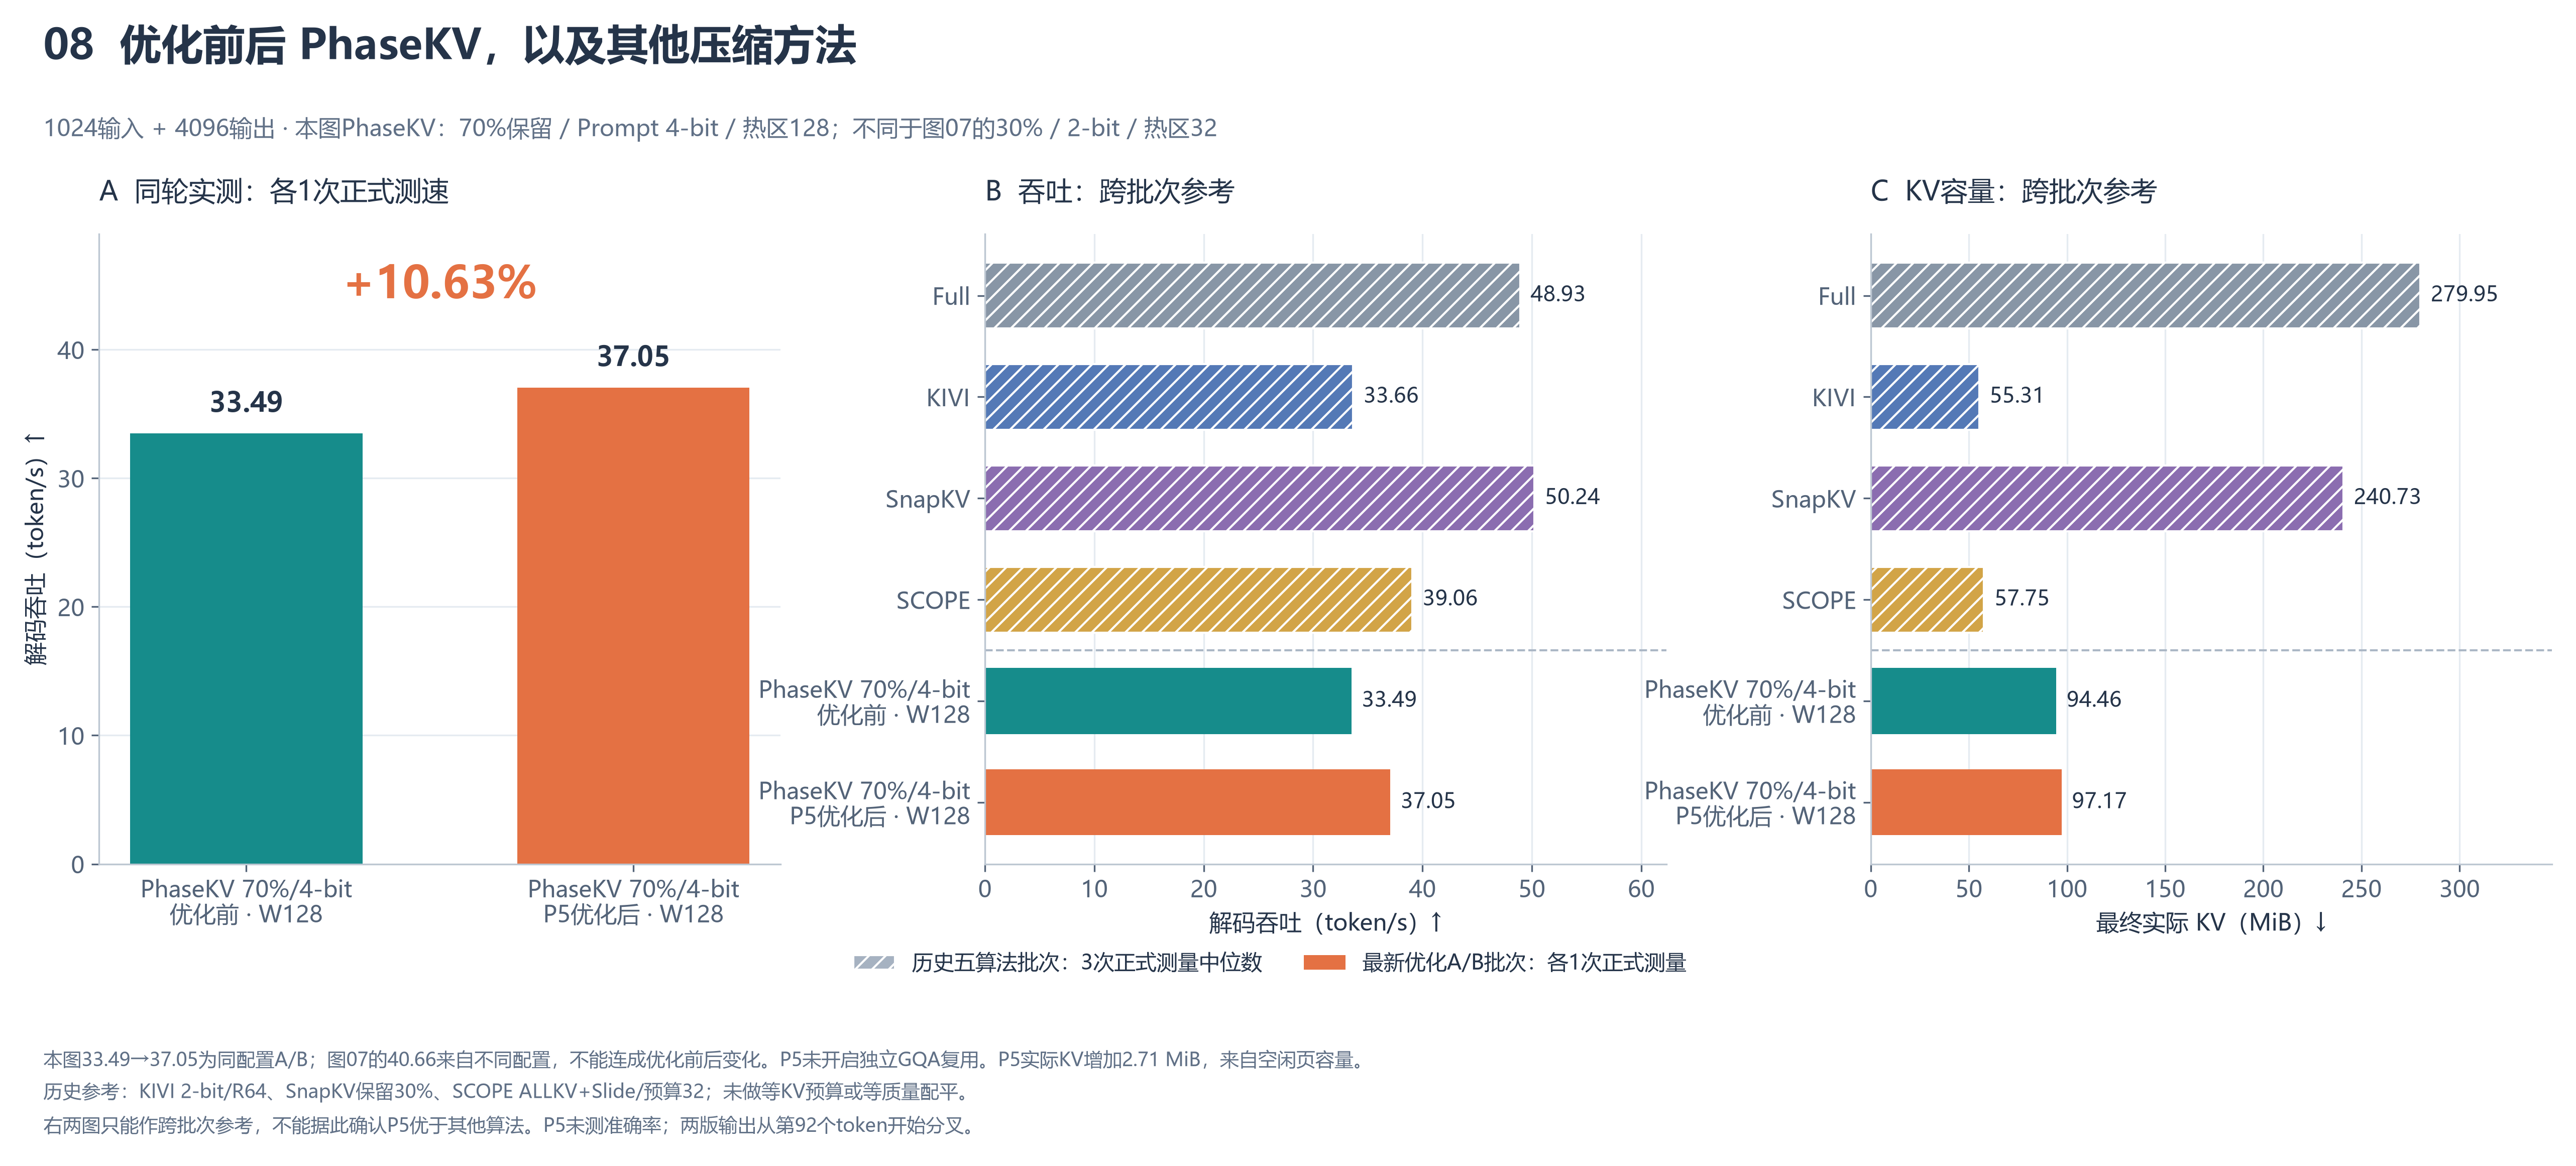 08 优化前后 PhaseKV，以及其他压缩方法
1024输入 + 4096输出 · 本图PhaseKV：70%保留 / Prompt 4-bit / 热区128；不同于图07的30% / 2-bit / 热区32
A 同轮实测：各1次正式测速
+10.63%
33.49
37.05
解码吞吐（token/s）↑
40
30
20
10
0
PhaseKV 70%/4-bit
优化前 · W128
PhaseKV 70%/4-bit
P5优化后 · W128
B 吞吐：跨批次参考
Full
48.93
KIVI
33.66
SnapKV
50.24
SCOPE
39.06
PhaseKV 70%/4-bit
优化前 · W128
33.49
PhaseKV 70%/4-bit
P5优化后 · W128
37.05
0 10 20 30 40 50 60
解码吞吐（token/s）↑
C KV容量：跨批次参考
Full
279.95
KIVI
55.31
SnapKV
240.73
SCOPE
57.75
PhaseKV 70%/4-bit
优化前 · W128
94.46
PhaseKV 70%/4-bit
P5优化后 · W128
97.17
0 50 100 150 200 250 300
最终实际 KV（MiB）↓
历史五算法批次：3次正式测量中位数
最新优化A/B批次：各1次正式测量
本图33.49→37.05为同配置A/B；图07的40.66来自不同配置，不能连成优化前后变化。P5未开启独立GQA复用。P5实际KV增加2.71 MiB，来自空闲页容量。
历史参考：KIVI 2-bit/R64、SnapKV保留30%、SCOPE ALLKV+Slide/预算32；未做等KV预算或等质量配平。
右两图只能作跨批次参考，不能据此确认P5优于其他算法。P5未测准确率；两版输出从第92个token开始分叉。